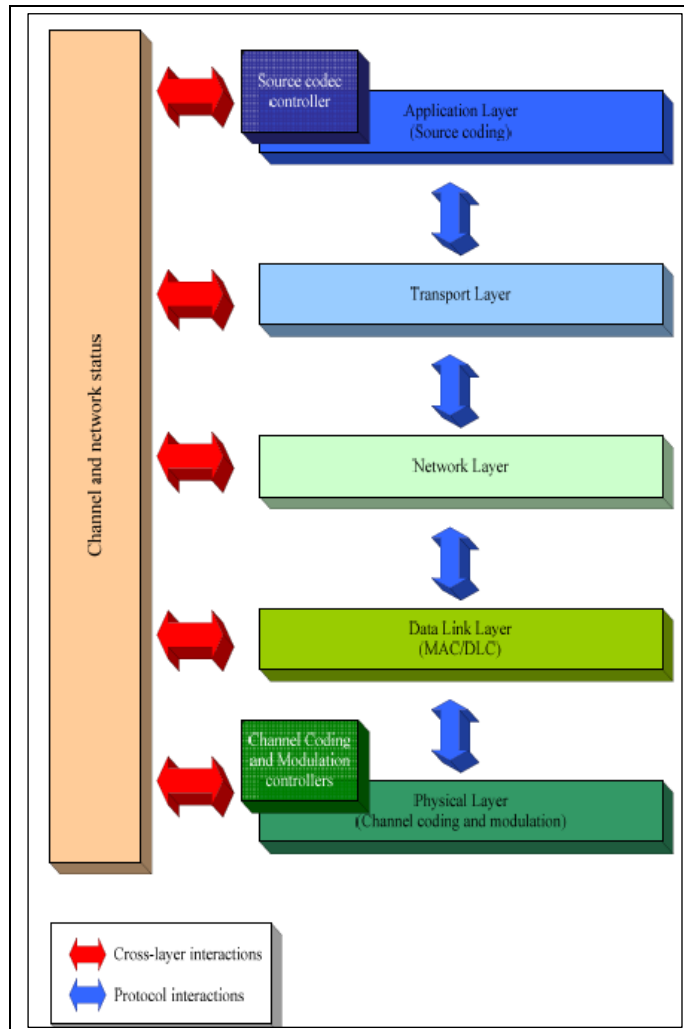 Source codec
controller
Application Layer
(Source coding)
Transport Layer
Channel and network status
Network Layer
Data Link Layer
(MAC/DLC)
Channel Coding
and Modulation
controllers
Physical Layer
(Channel coding and modulation)
Cross-layer interactions
Protocol interactions